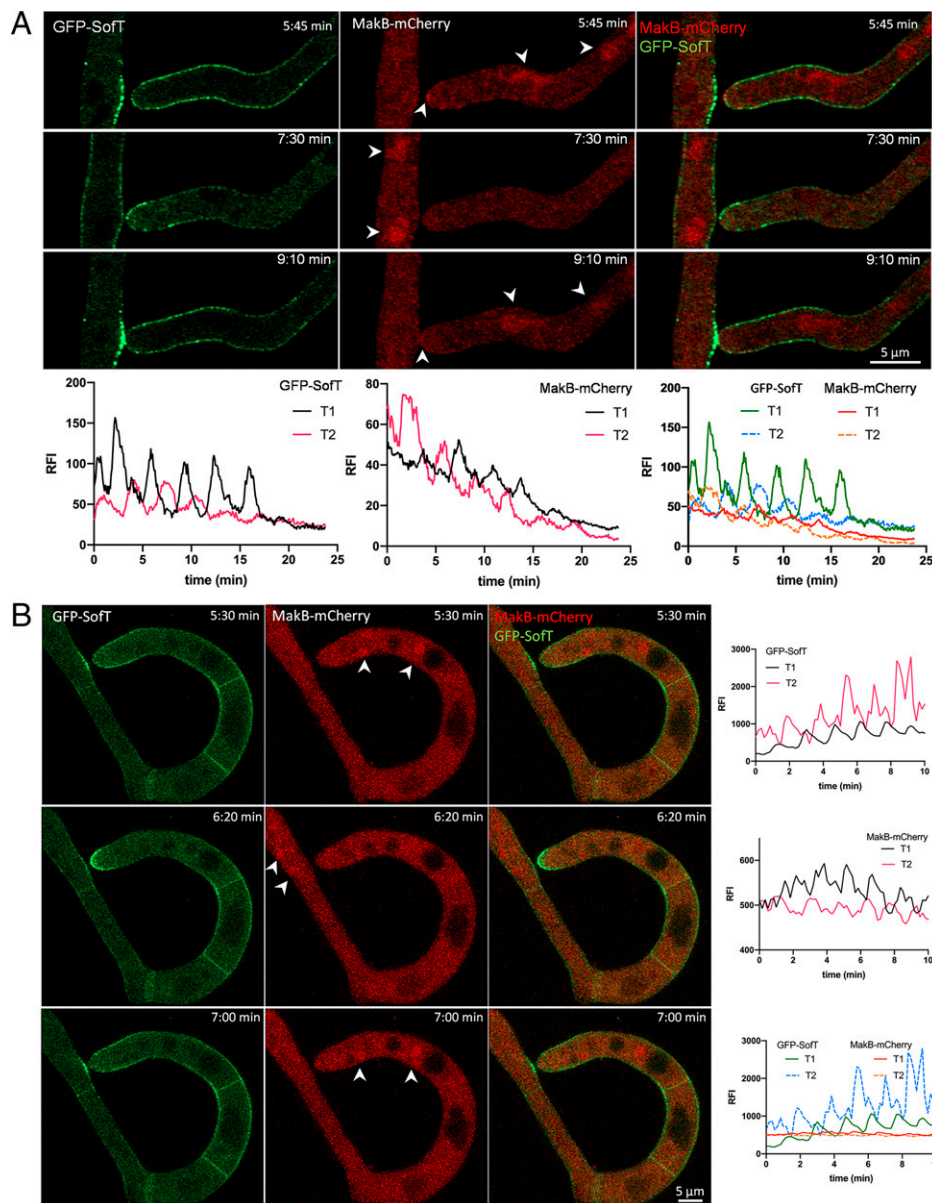 A
GFP-SofT
5:45 min
MakB-mCherry
5:45 min
MakB-mCherry
GFP-SofT
5:45 min
7:30 min
7:30 min
7:30 min
9:10 min
9:10 min
9:10 min
5 µm
GFP-SofT
T1
T2
RFI
200
150
100
50
0
0 5 10 15 20 25
time (min)
MakB-mCherry
T1
T2
RFI
80
60
40
20
0
0 5 10 15 20 25
time (min)
GFP-SofT MakB-mCherry
T1 T1
T2 T2
RFI
200
150
100
50
0
0 5 10 15 20 25
time (min)
B
GFP-SofT
5:30 min
MakB-mCherry
5:30 min
MakB-mCherry
GFP-SofT
5:30 min
GFP-SofT
T1
T2
RFI
3000
2000
1000
0
0 2 4 6 8 10
time (min)
6:20 min
6:20 min
6:20 min
MakB-mCherry
T1
T2
RFI
600
500
400
0 2 4 6 8 10
time (min)
7:00 min
7:00 min
7:00 min
5 µm
GFP-SofT MakB-mCherry
T1 T1
T2 T2
RFI
3000
2000
1000
0
0 2 4 6 8 10
time (min)